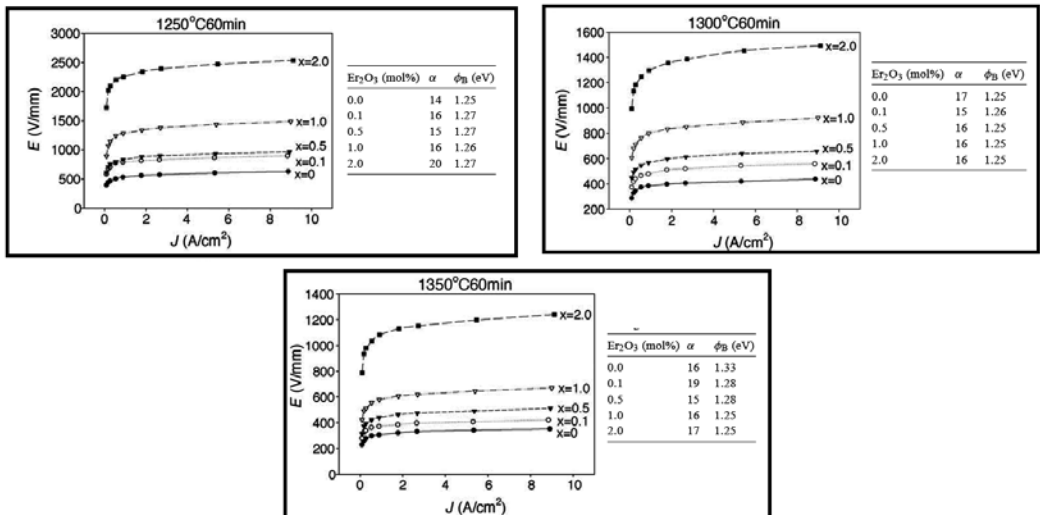 1250°C60min
3000
2500
2000
1500
1000
500
0
E (V/mm)
x=2.0
x=1.0
x=0.5
x=0.1
x=0
0 2 4 6 8 10
J (A/cm²)
Er₂O₃ (mol%) α ϕB (eV)
0.0 14 1.25
0.1 16 1.27
0.5 15 1.27
1.0 16 1.26
2.0 20 1.27
1300°C60min
1600
1400
1200
1000
800
600
400
200
E (V/mm)
x=2.0
x=1.0
x=0.5
x=0.1
x=0
0 2 4 6 8 10
J (A/cm²)
Er₂O₃ (mol%) α ϕB (eV)
0.0 17 1.25
0.1 15 1.26
0.5 16 1.25
1.0 16 1.25
2.0 16 1.25
1350°C60min
1400
1200
1000
800
600
400
200
0
E (V/mm)
x=2.0
x=1.0
x=0.5
x=0.1
x=0
0 2 4 6 8 10
J (A/cm²)
Er₂O₃ (mol%) α ϕB (eV)
0.0 16 1.33
0.1 19 1.28
0.5 15 1.28
1.0 16 1.25
2.0 17 1.25